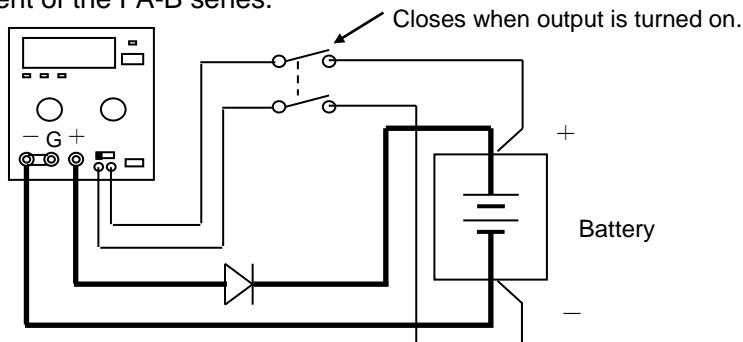 ent of the PA-B series.
Closes when output is turned on.
− G +
+
Battery
−